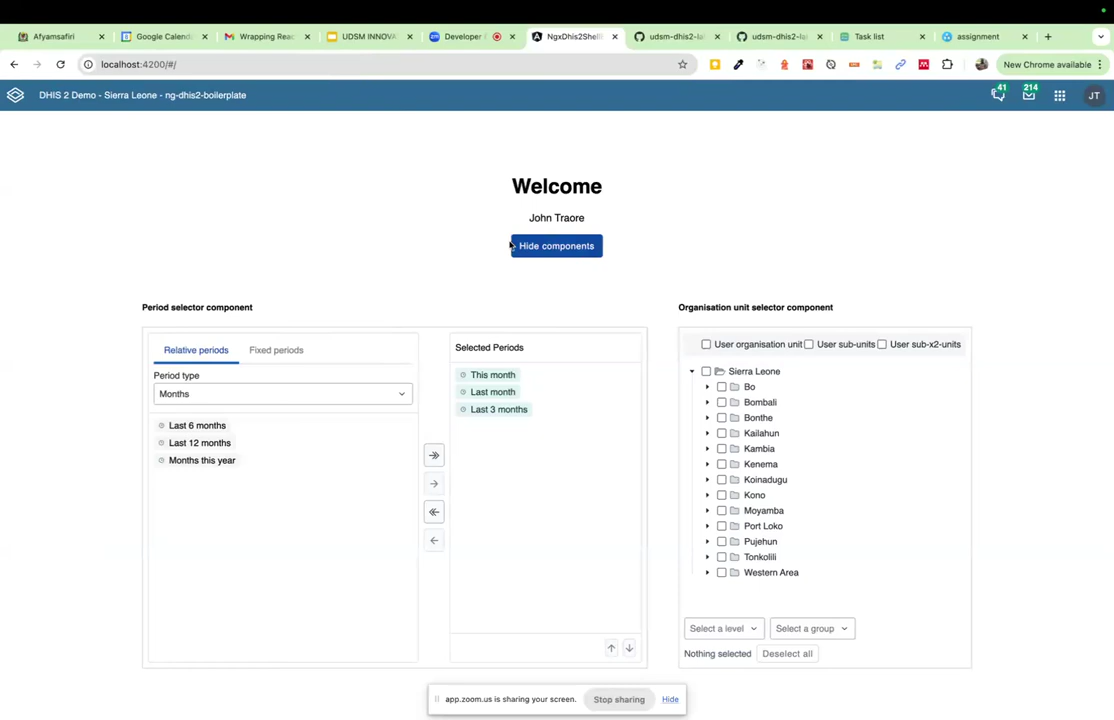 Afyamsafiri
Google Calend
Wrapping Reac
UDSM INNOVA
Developer
NgxDhis2Shell
udsm-dhis2-la
udsm-dhis2-la
Task list
assignment
localhost:4200/#/
New Chrome available
DHIS 2 Demo - Sierra Leone - ng-dhis2-boilerplate
41
214
JT
Welcome
John Traore
Hide components
Period selector component
Organisation unit selector component
Relative periods
Fixed periods
Period type
Months
Last 6 months
Last 12 months
Months this year
Selected Periods
This month
Last month
Last 3 months
User organisation unit
User sub-units
User sub-x2-units
Sierra Leone
Bo
Bombali
Bonthe
Kailahun
Kambia
Kenema
Koinadugu
Kono
Moyamba
Port Loko
Pujehun
Tonkolili
Western Area
Select a level
Select a group
Nothing selected
Deselect all
app.zoom.us is sharing your screen.
Stop sharing
Hide